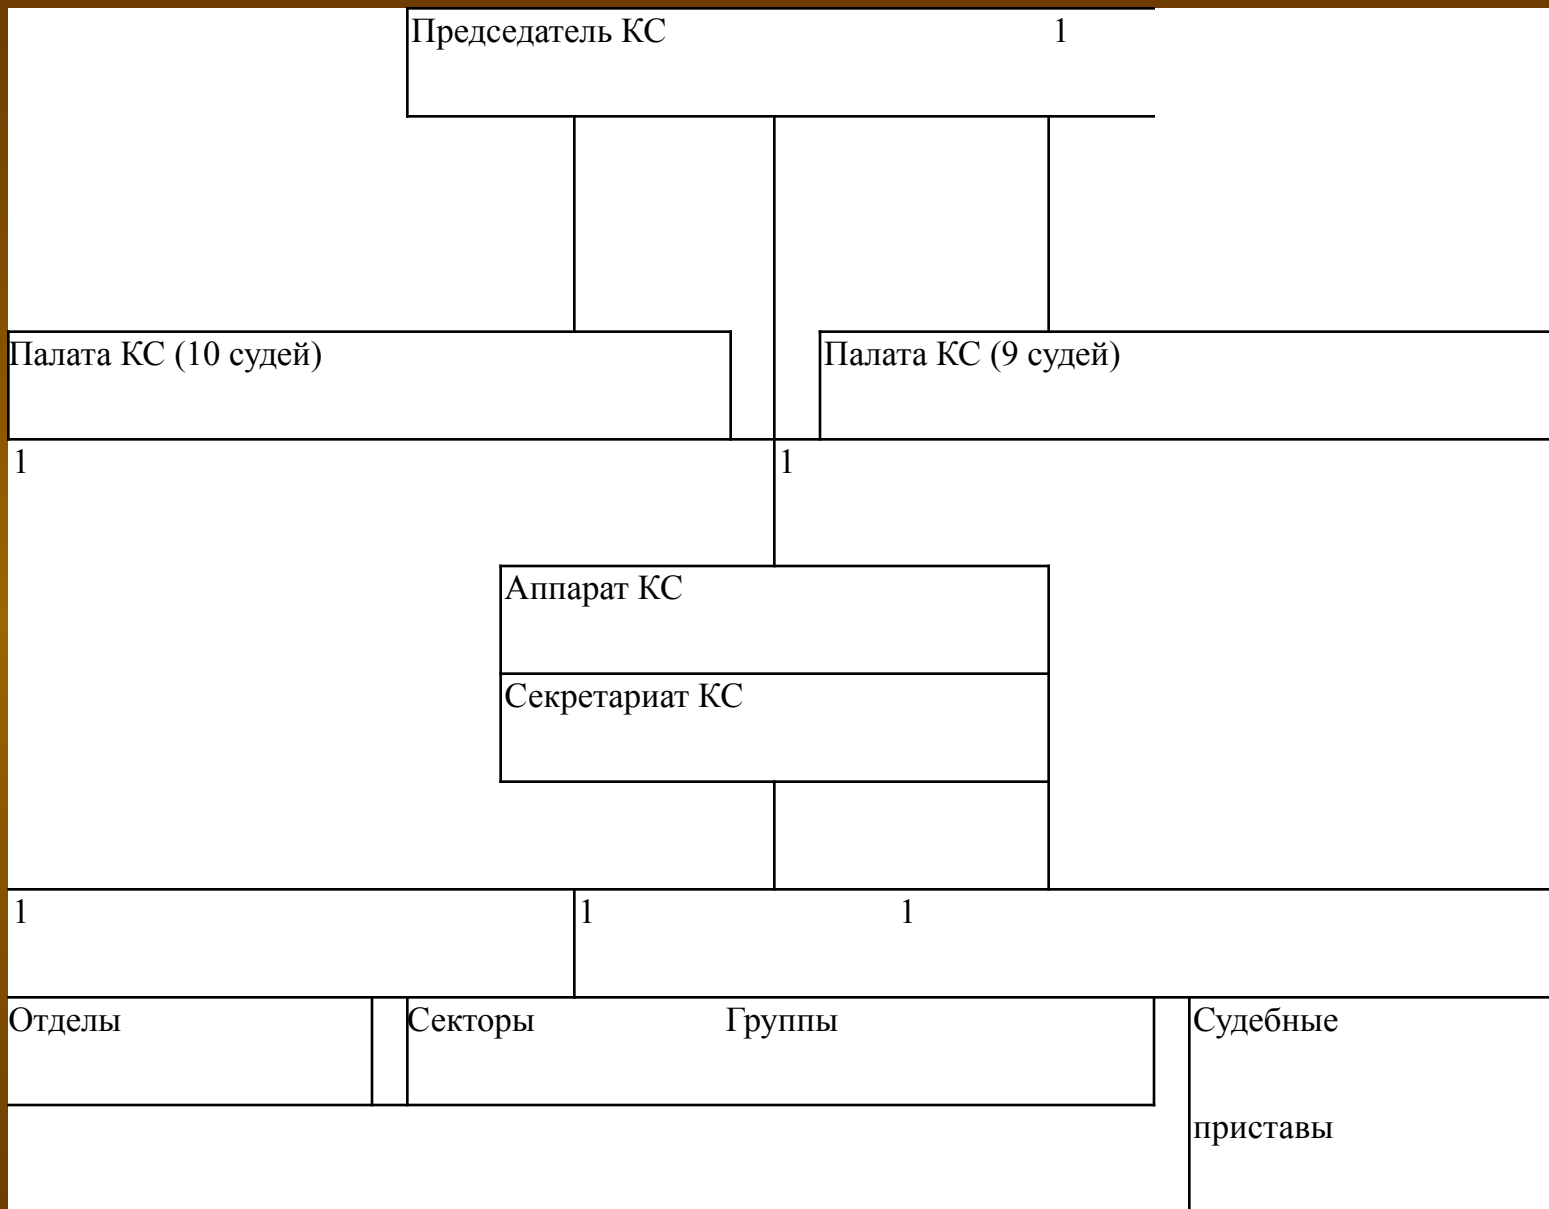 Председатель КС 1
Палата КС (10 судей) Палата КС (9 судей)
1 1
Аппарат КС
Секретариат КС
1 1 1
Отделы Секторы Группы Судебные
приставы